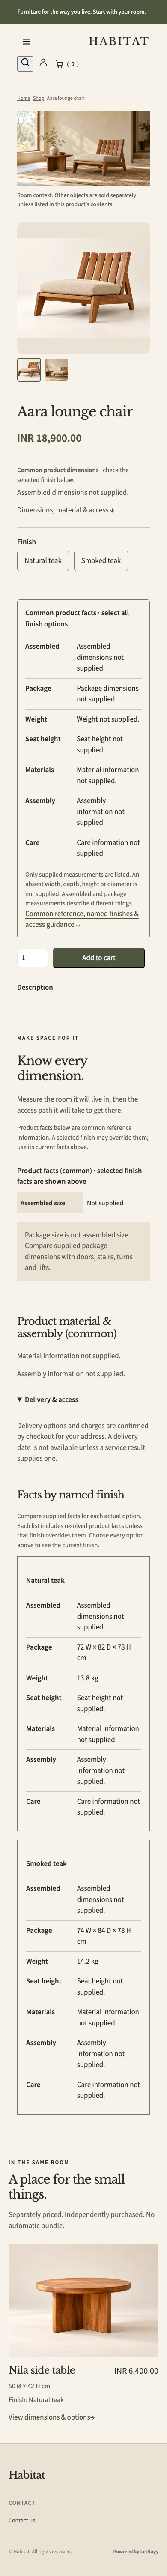 Furniture for the way you live. Start with your room.
HABITAT
( 0 )
Home Shop Aara lounge chair
Room context. Other objects are sold separately
unless listed in this product's contents.
Aara lounge chair
INR 18,900.00
Common product dimensions · check the
selected finish below.
Assembled dimensions not supplied.
Dimensions, material & access ↓
Finish
Natural teak
Smoked teak
Common product facts · select all
finish options
Assembled
Assembled
dimensions not
supplied.
Package
Package dimensions
not supplied.
Weight
Weight not supplied.
Seat height
Seat height not
supplied.
Materials
Material information
not supplied.
Assembly
Assembly
information not
supplied.
Care
Care information not
supplied.
Only supplied measurements are listed. An
absent width, depth, height or diameter is
not supplied. Assembled and package
measurements describe different things.
Common reference, named finishes &
access guidance ↓
1
Add to cart
Description
MAKE SPACE FOR IT
Know every
dimension.
Measure the room it will live in, then the
access path it will take to get there.
Product facts below are common reference
information. A selected finish may override them;
use its current facts above.
Product facts (common) · selected finish
facts are shown above
Assembled size
Not supplied
Package size is not assembled size.
Compare supplied package
dimensions with doors, stairs, turns
and lifts.
Product material &
assembly (common)
Material information not supplied.
Assembly information not supplied.
▼ Delivery & access
Delivery options and charges are confirmed
by checkout for your address. A delivery
date is not available unless a service result
supplies one.
Facts by named finish
Compare supplied facts for each actual option.
Each list includes resolved product facts unless
that finish overrides them. Choose every option
above to see the current finish.
Natural teak
Assembled
Assembled
dimensions not
supplied.
Package
72 W × 82 D × 78 H
cm
Weight
13.8 kg
Seat height
Seat height not
supplied.
Materials
Material information
not supplied.
Assembly
Assembly
information not
supplied.
Care
Care information not
supplied.
Smoked teak
Assembled
Assembled
dimensions not
supplied.
Package
74 W × 84 D × 78 H
cm
Weight
14.2 kg
Seat height
Seat height not
supplied.
Materials
Material information
not supplied.
Assembly
Assembly
information not
supplied.
Care
Care information not
supplied.
IN THE SAME ROOM
A place for the small
things.
Separately priced. Independently purchased. No
automatic bundle.
Nila side table
INR 6,400.00
50 Ø × 42 H cm
Finish: Natural teak
View dimensions & options→
Habitat
CONTACT
Contact us
© Habitat. All rights reserved.
Powered by LetBuyy